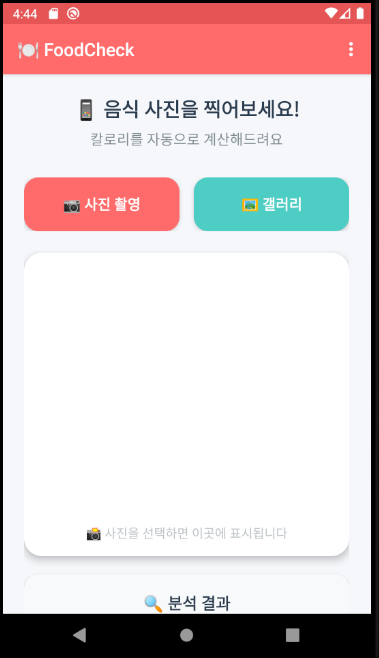 4:44
🍽️ FoodCheck
📱 음식 사진을 찍어보세요!
칼로리를 자동으로 계산해드려요
📷 사진 촬영
🖼️ 갤러리
📸 사진을 선택하면 이곳에 표시됩니다
🔍 분석 결과